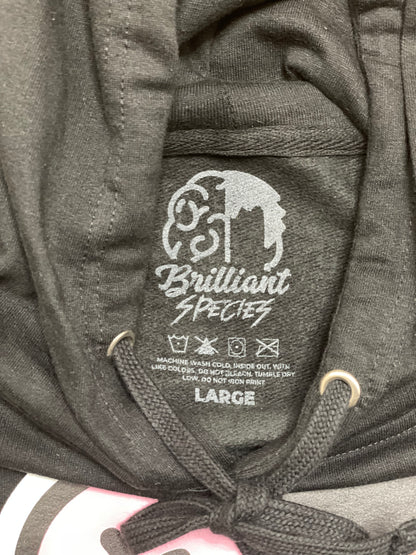 Brilliant
SPECIES
MACHINE WASH COLD, INSIDE OUT, WITH
LIKE COLORS. DO NOT BLEACH. TUMBLE DRY
LOW. DO NOT IRON PRINT
LARGE